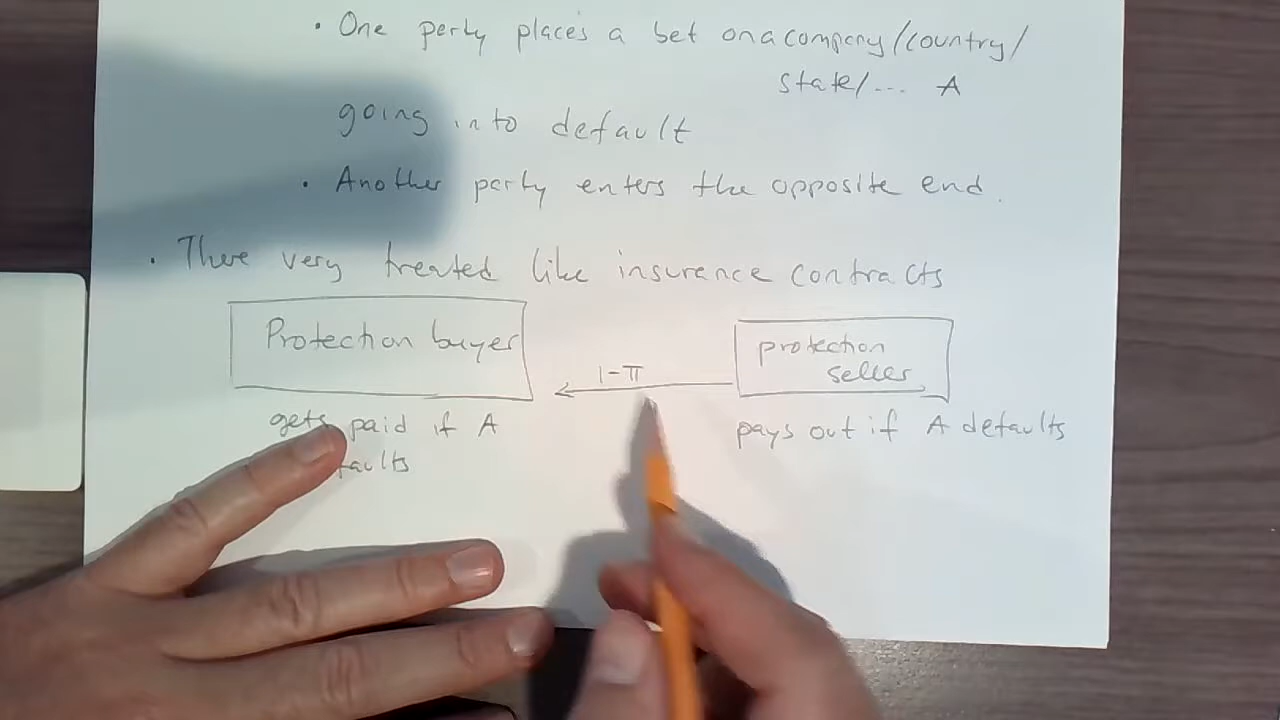 • One party places a bet on a company/country/
state/... A
going into default
• Another party enters the opposite end.
• There very treated like insurance contracts
Protection buyer
protection
seller
1-π
gets paid if A
faults
pays out if A defaults